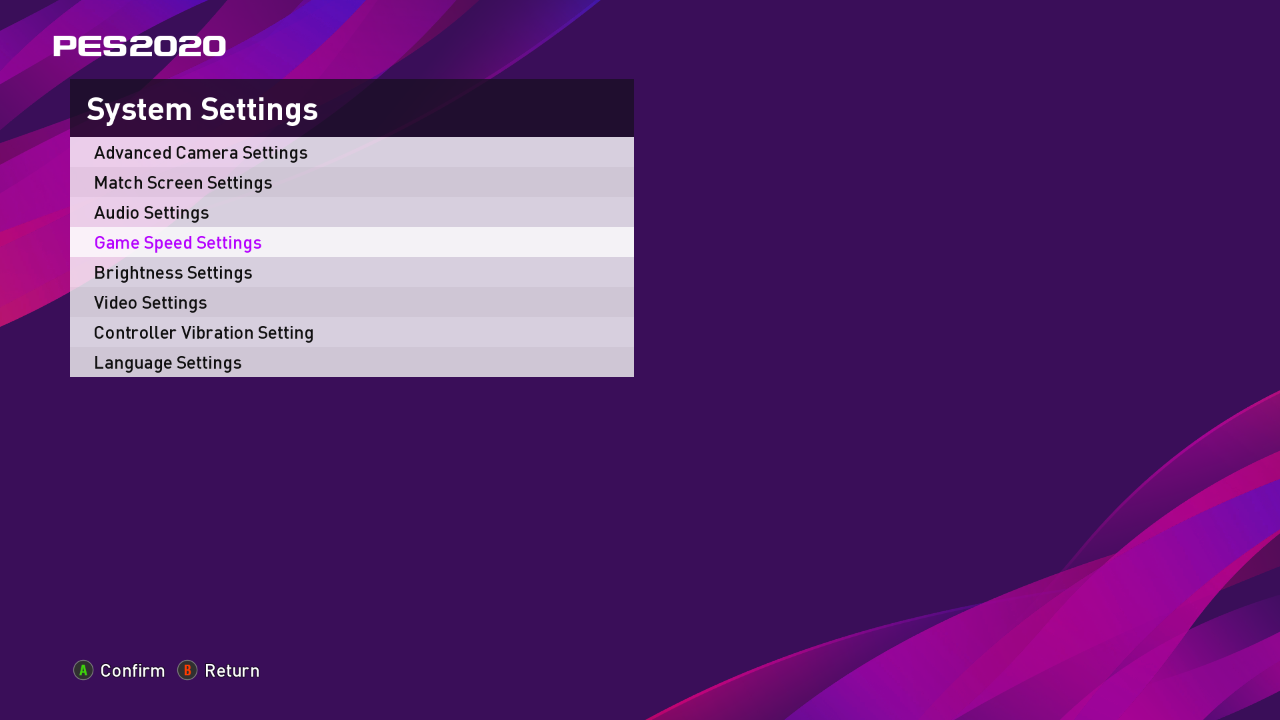 PES2020
System Settings
Advanced Camera Settings
Match Screen Settings
Audio Settings
Game Speed Settings
Brightness Settings
Video Settings
Controller Vibration Setting
Language Settings
A Confirm B Return